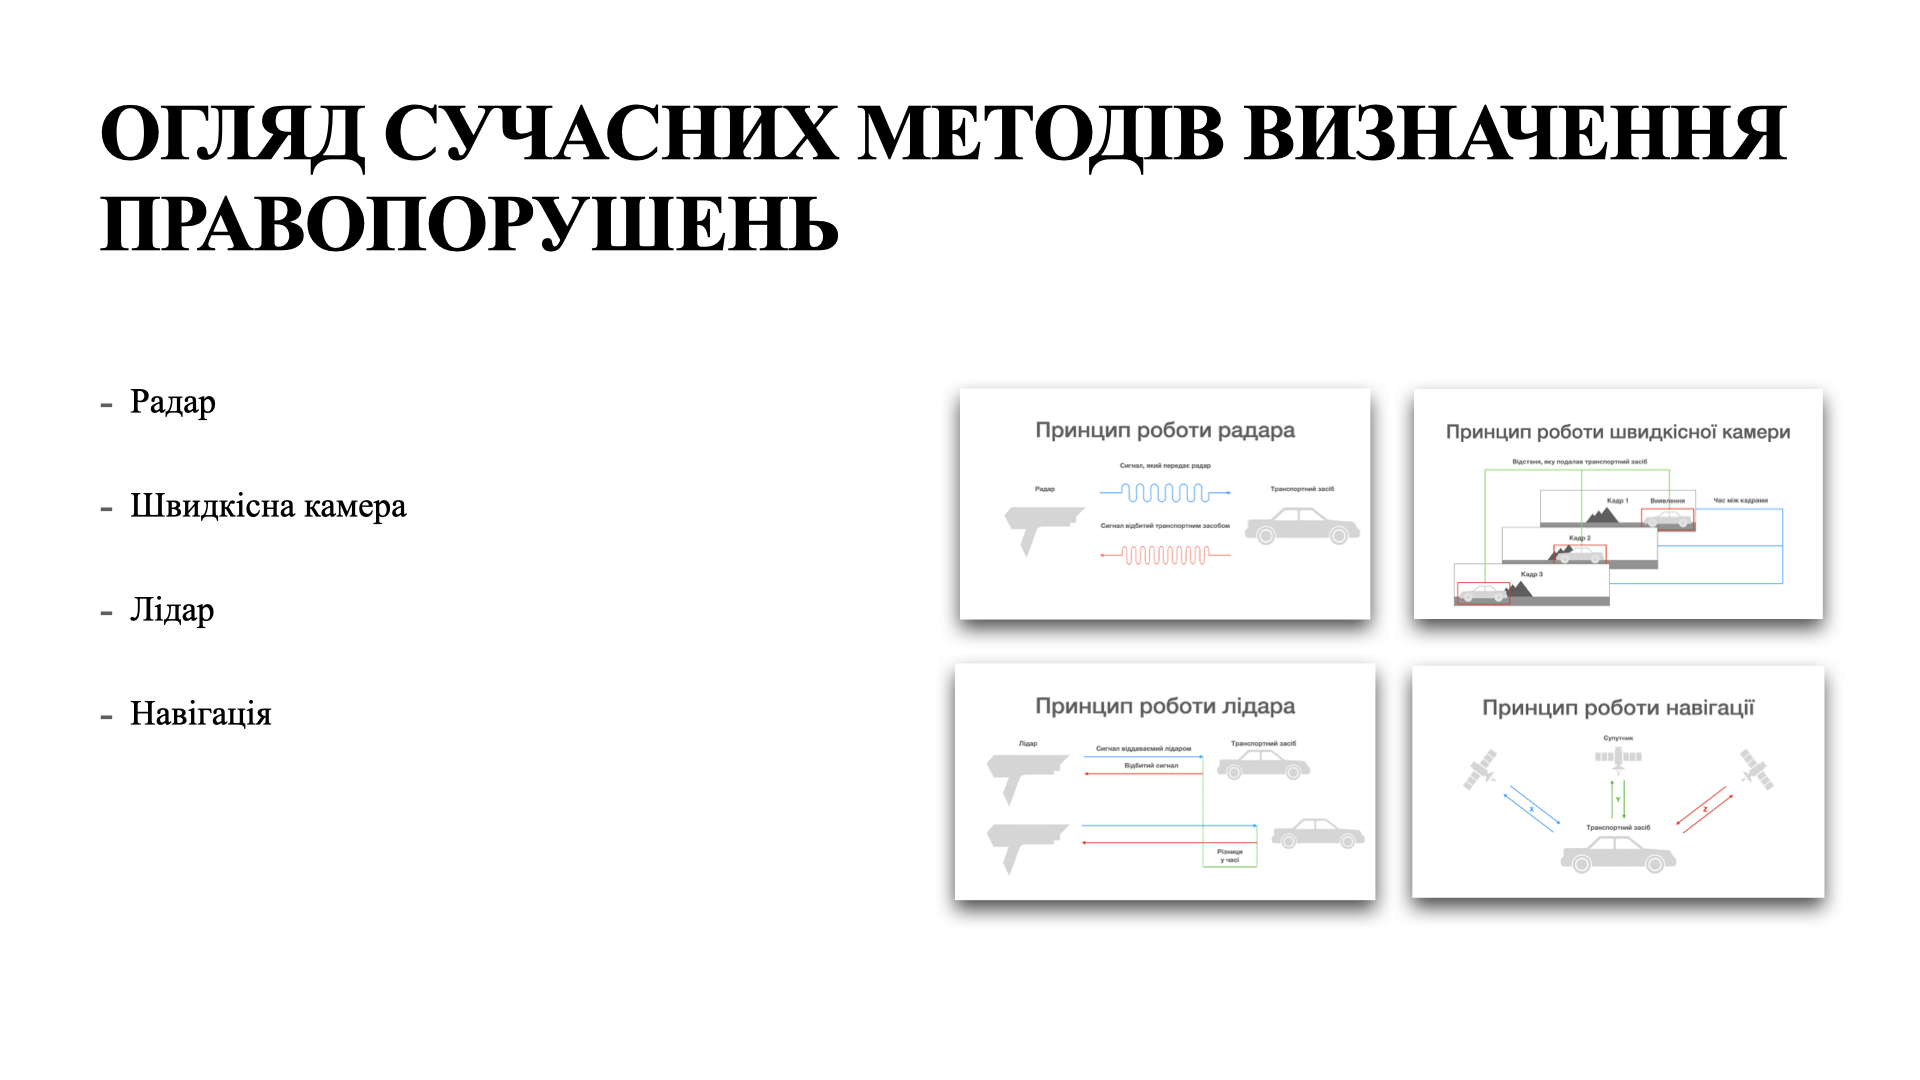 ОГЛЯД СУЧАСНИХ МЕТОДІВ ВИЗНАЧЕННЯ
ПРАВОПОРУШЕНЬ
- Радар
- Швидкісна камера
- Лідар
- Навігація
Принцип роботи радара
Сигнал, який передає радар
Радар
Транспортний засіб
Сигнал відбитий транспортним засобом
Принцип роботи швидкісної камери
Відстаня, яку подалав транспортний засіб
Кадр 1
Виявлення
Час між кадрами
Кадр 2
Кадр 3
Принцип роботи лідара
Лідар
Сигнал віддаваємий лідаром
Транспортний засіб
Відбитий сигнал
Різниця
у часі
Принцип роботи навігації
Супутник
X
Y
Z
Транспортний засіб